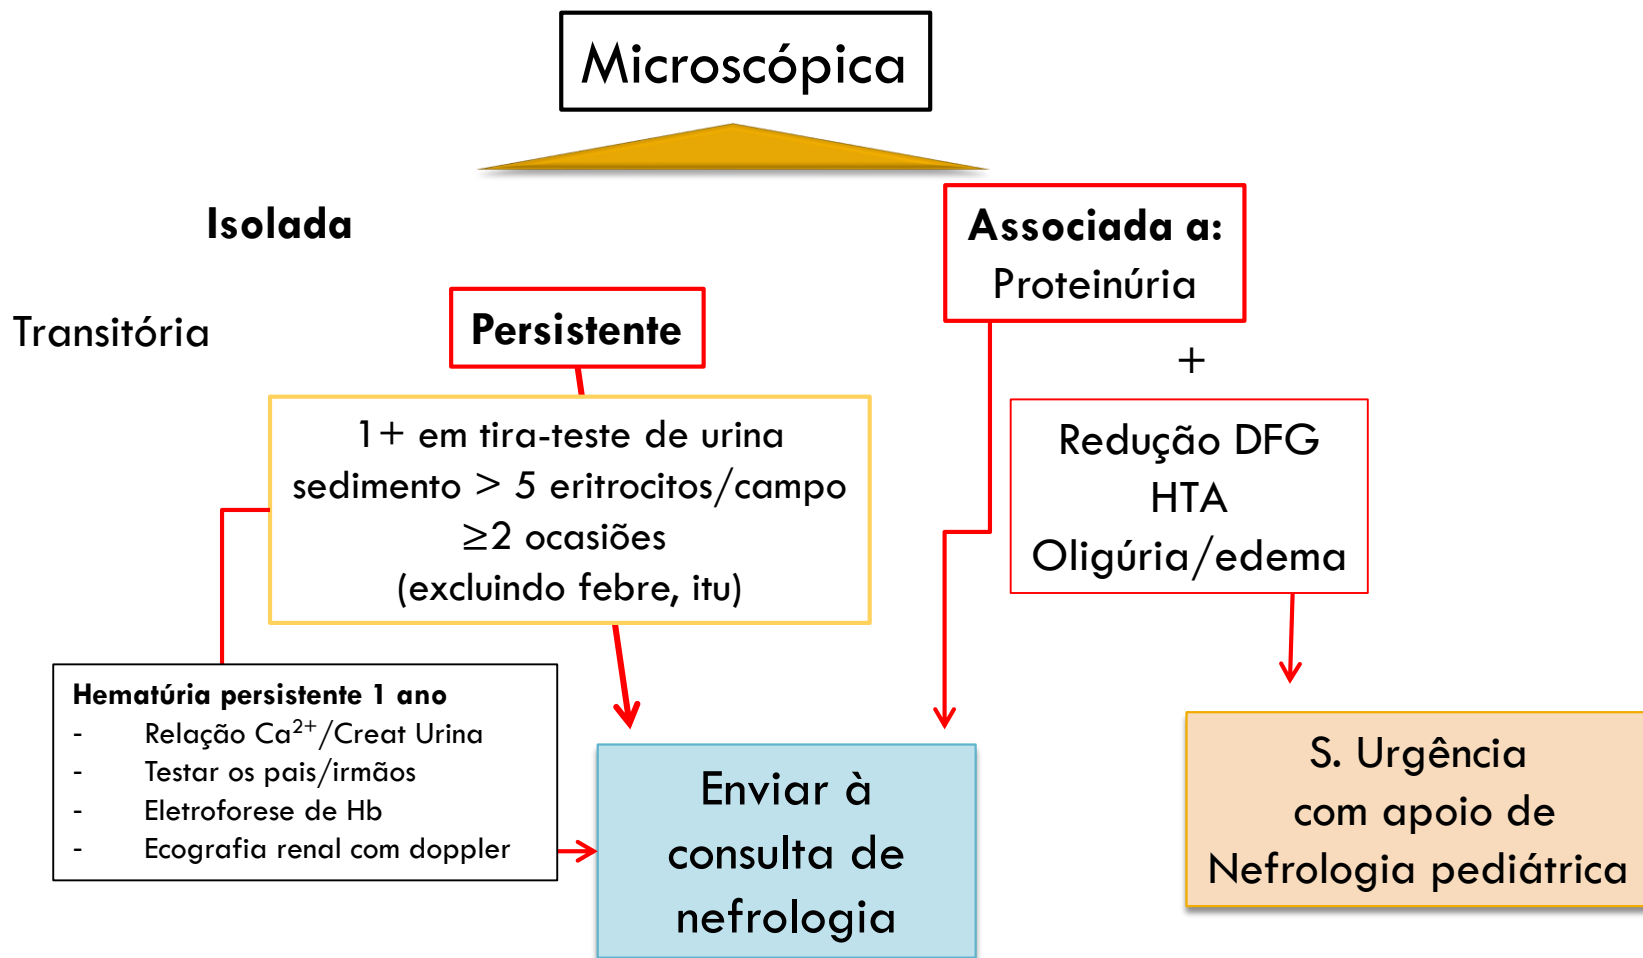 Microscópica
Isolada
Associada a:
Proteinúria
Transitória
Persistente
+
1+ em tira-teste de urina
sedimento > 5 eritrocitos/campo
≥2 ocasiões
(excluindo febre, itu)
Redução DFG
HTA
Oligúria/edema
Hematúria persistente 1 ano
- Relação Ca²⁺/Creat Urina
- Testar os pais/irmãos
- Eletroforese de Hb
- Ecografia renal com doppler
Enviar à
consulta de
nefrologia
S. Urgência
com apoio de
Nefrologia pediátrica